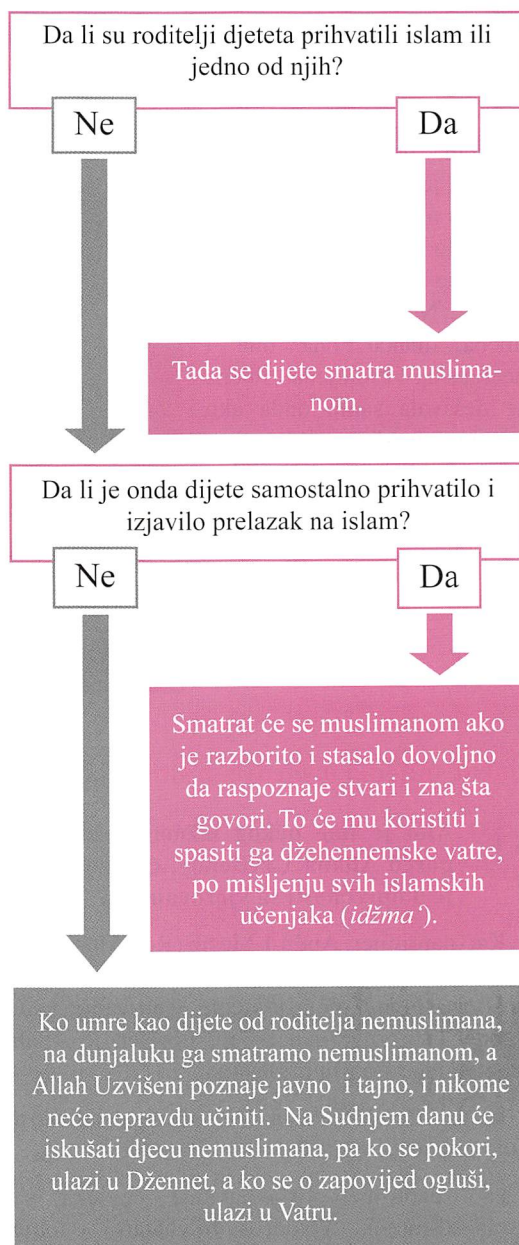 Da li su roditelji djeteta prihvatili islam ili
jedno od njih?
Ne
Da
Tada se dijete smatra muslima-
nom.
Da li je onda dijete samostalno prihvatilo i
izjavilo prelazak na islam?
Ne
Da
Smatrat će se muslimanom ako
je razborito i stasalo dovoljno
da raspoznaje stvari i zna šta
govori. To će mu koristiti i
spasiti ga džehennemske vatre,
po mišljenju svih islamskih
učenjaka (idžma‘).
Ko umre kao dijete od roditelja nemuslimana,
na dunjaluku ga smatramo nemuslimanom, a
Allah Uzvišeni poznaje javno i tajno, i nikome
neće nepravdu učiniti. Na Sudnjem danu će
iskušati djecu nemuslimana, pa ko se pokori,
ulazi u Džennet, a ko se o zapovijed ogluši,
ulazi u Vatru.